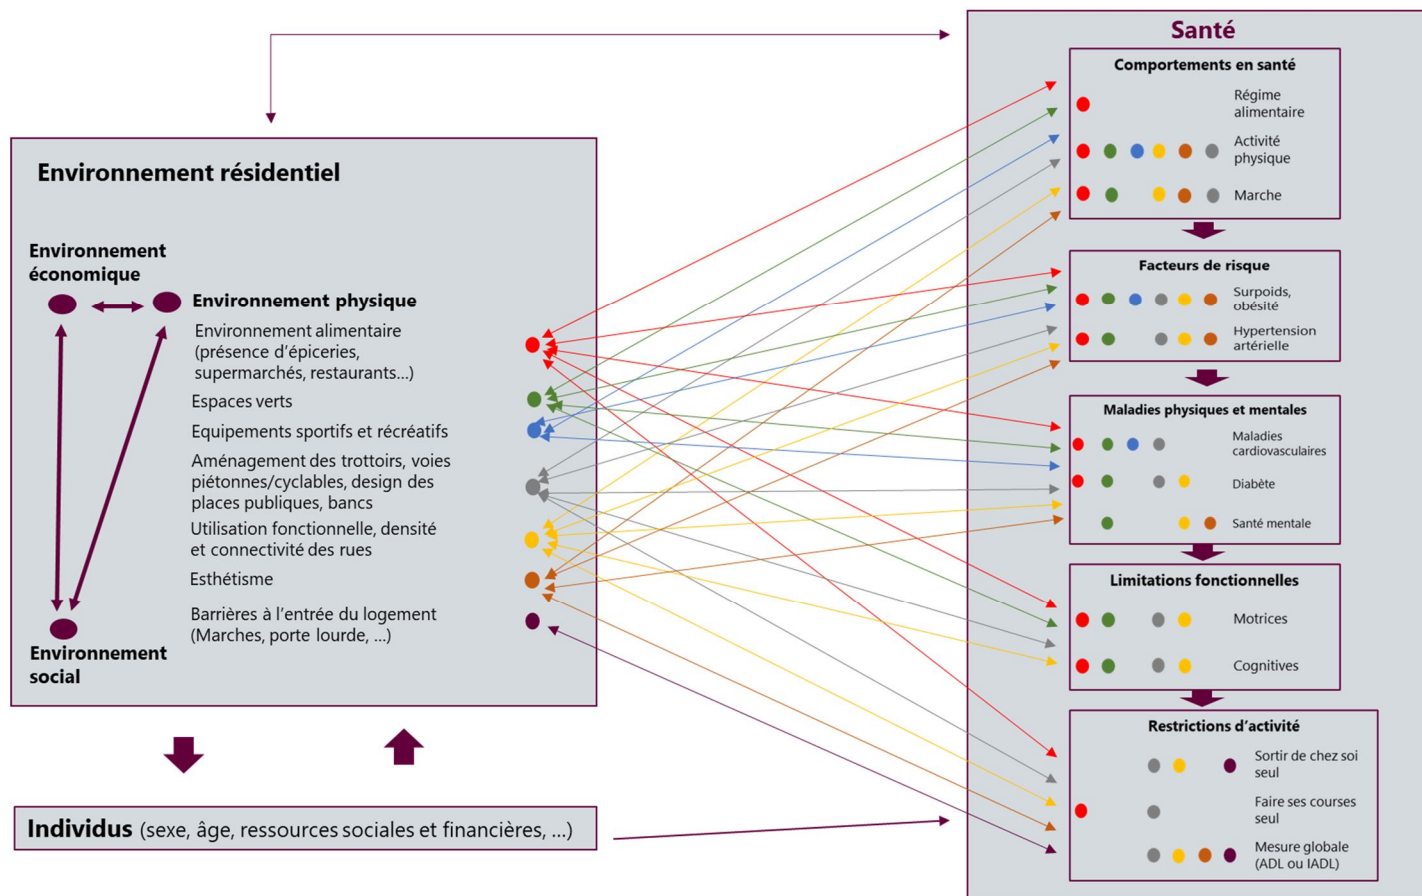 Environnement résidentiel
Environnement
économique
Environnement physique
Environnement alimentaire
(présence d’épiceries,
supermarchés, restaurants…)
Espaces verts
Equipements sportifs et récréatifs
Aménagement des trottoirs, voies
piétonnes/cyclables, design des
places publiques, bancs
Utilisation fonctionnelle, densité
et connectivité des rues
Esthétisme
Barrières à l’entrée du logement
(Marches, porte lourde, …)
Environnement
social
Individus (sexe, âge, ressources sociales et financières, …)
Santé
Comportements en santé
Régime
alimentaire
Activité
physique
Marche
Facteurs de risque
Surpoids,
obésité
Hypertension
artérielle
Maladies physiques et mentales
Maladies
cardiovasculaires
Diabète
Santé mentale
Limitations fonctionnelles
Motrices
Cognitives
Restrictions d’activité
Sortir de chez soi
seul
Faire ses courses
seul
Mesure globale
(ADL ou IADL)